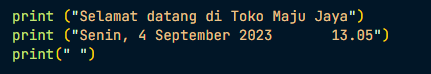 print ("Selamat datang di Toko Maju Jaya")
print ("Senin, 4 September 2023       13.05")
print(" ")